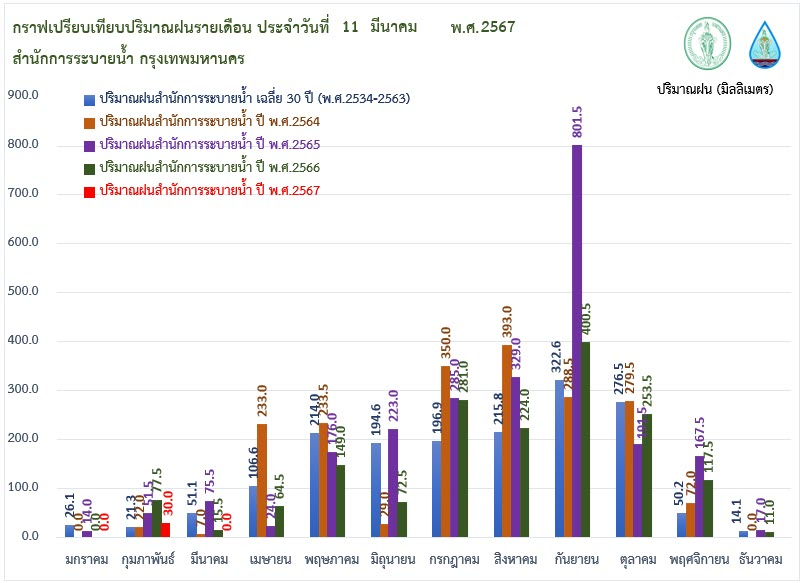 กราฟเปรียบเทียบปริมาณฝนรายเดือน ประจำวันที่ 11 มีนาคม พ.ศ.2567
สำนักการระบายน้ำ กรุงเทพมหานคร
ปริมาณฝน (มิลลิเมตร)
ปริมาณฝนสำนักการระบายน้ำ เฉลี่ย 30 ปี (พ.ศ.2534-2563)
ปริมาณฝนสำนักการระบายน้ำ ปี พ.ศ.2564
ปริมาณฝนสำนักการระบายน้ำ ปี พ.ศ.2565
ปริมาณฝนสำนักการระบายน้ำ ปี พ.ศ.2566
ปริมาณฝนสำนักการระบายน้ำ ปี พ.ศ.2567
900.0
800.0
700.0
600.0
500.0
400.0
300.0
200.0
100.0
0.0
26.1 0.0 14.0 0.0 0.0
21.3 22.0 51.5 77.5 30.0
51.1 7.0 75.5 15.5 0.0
106.6 233.0 24.0 64.5
214.0 233.5 176.0 149.0
194.6 29.0 223.0 72.5
196.9 350.0 285.0 281.0
215.8 393.0 329.0 224.0
322.6 288.5 801.5 400.5
276.5 279.5 191.5 253.5
50.2 72.0 167.5 117.5
14.1 0.0 17.0 11.0
มกราคม กุมภาพันธ์ มีนาคม เมษายน พฤษภาคม มิถุนายน กรกฎาคม สิงหาคม กันยายน ตุลาคม พฤศจิกายน ธันวาคม